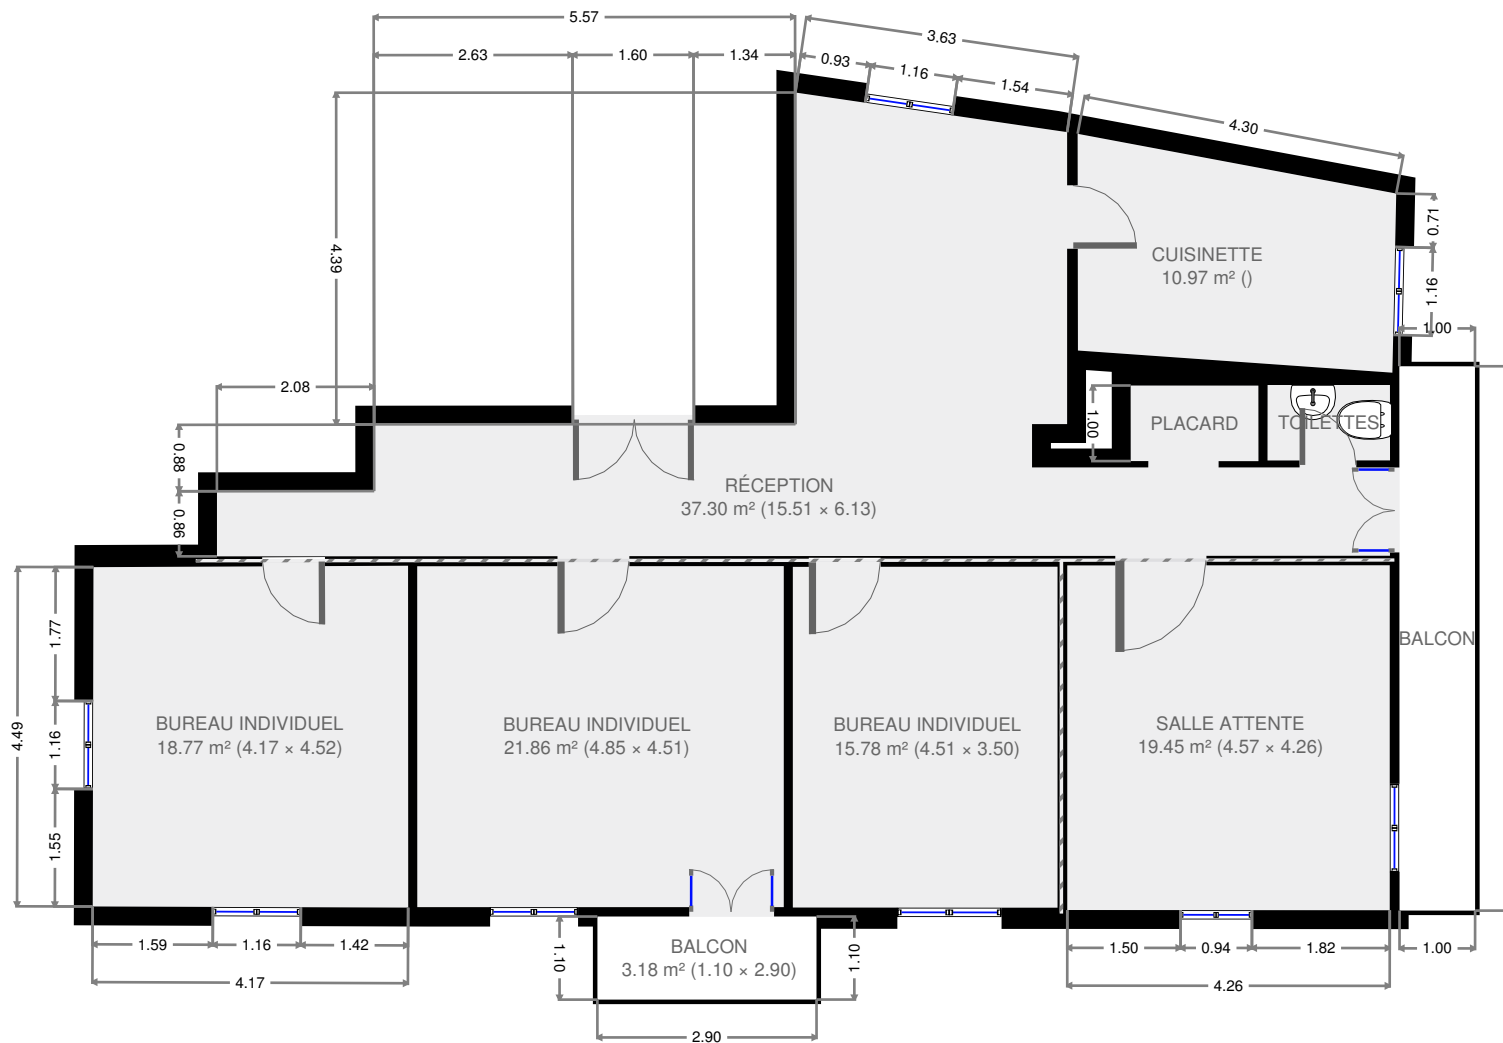 5.57
3.63
2.63
1.60
1.34
0.93
1.16
1.54
4.30
4.39
0.71
CUISINETTE
10.97 m² ()
1.16
1.00
2.08
1.00
PLACARD
TOILETTES
0.88
RÉCEPTION
37.30 m² (15.51 × 6.13)
0.86
1.77
BALCON
4.49
1.16
BUREAU INDIVIDUEL
18.77 m² (4.17 × 4.52)
BUREAU INDIVIDUEL
21.86 m² (4.85 × 4.51)
BUREAU INDIVIDUEL
15.78 m² (4.51 × 3.50)
SALLE ATTENTE
19.45 m² (4.57 × 4.26)
1.55
1.59
1.16
1.42
1.10
BALCON
3.18 m² (1.10 × 2.90)
1.10
1.50
0.94
1.82
1.00
4.17
4.26
2.90